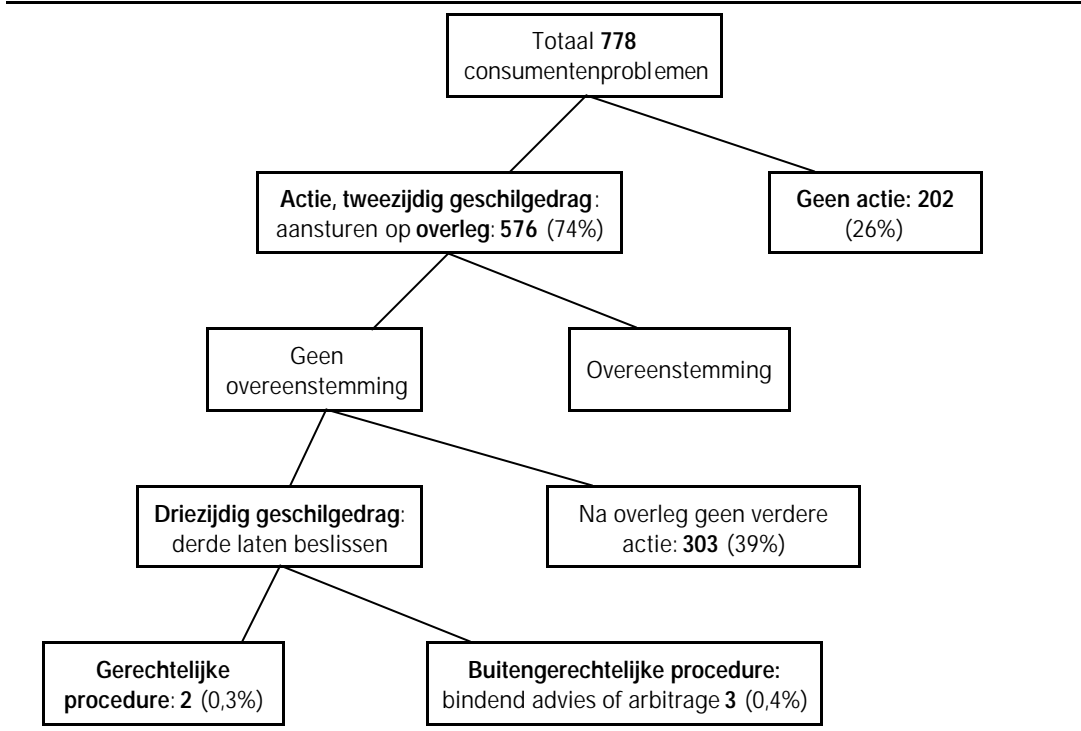 Totaal 778
consumentenproblemen
Actie, tweezijdig geschilgedrag:
aansturen op overleg: 576 (74%)
Geen actie: 202
(26%)
Geen
overeenstemming
Overeenstemming
Driezijdig geschilgedrag:
derde laten beslissen
Na overleg geen verdere
actie: 303 (39%)
Gerechtelijke
procedure: 2 (0,3%)
Buitengerechtelijke procedure:
bindend advies of arbitrage 3 (0,4%)